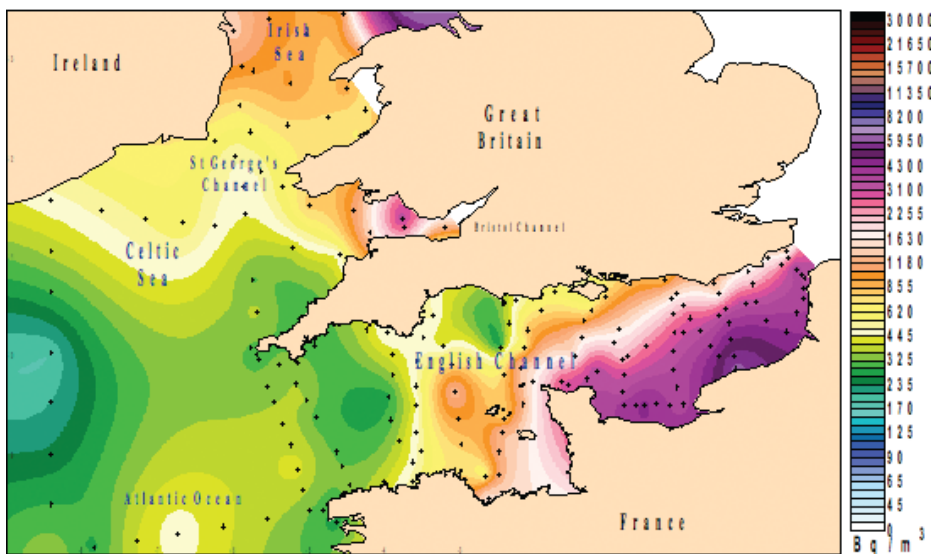 Ireland
Irish
Sea
Great
Britain
St George's
Channel
Bristol Channel
Celtic
Sea
English Channel
Atlantic Ocean
France
30000
21650
15700
11350
8200
5950
4300
3100
2255
1630
1180
855
620
445
325
235
170
125
90
60
45
0
Bq/m³